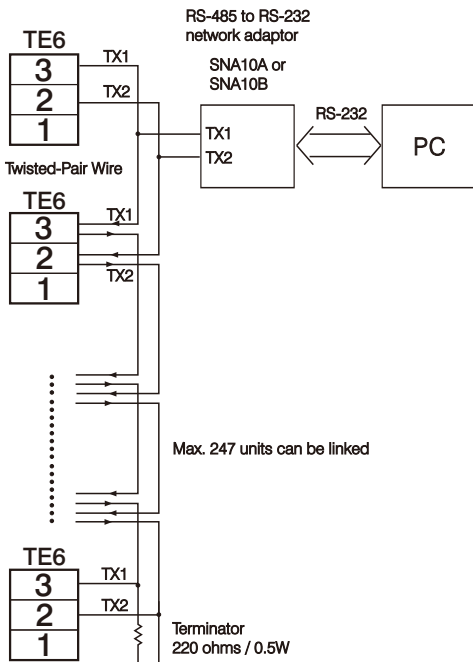 RS-485 to RS-232
network adaptor
SNA10A or
SNA10B
TE6
3
2
1
TX1
TX2
TX1
TX2
RS-232
PC
Twisted-Pair Wire
TE6
3
2
1
TX1
TX2
Max. 247 units can be linked
TE6
3
2
1
TX1
TX2
Terminator
220 ohms / 0.5W